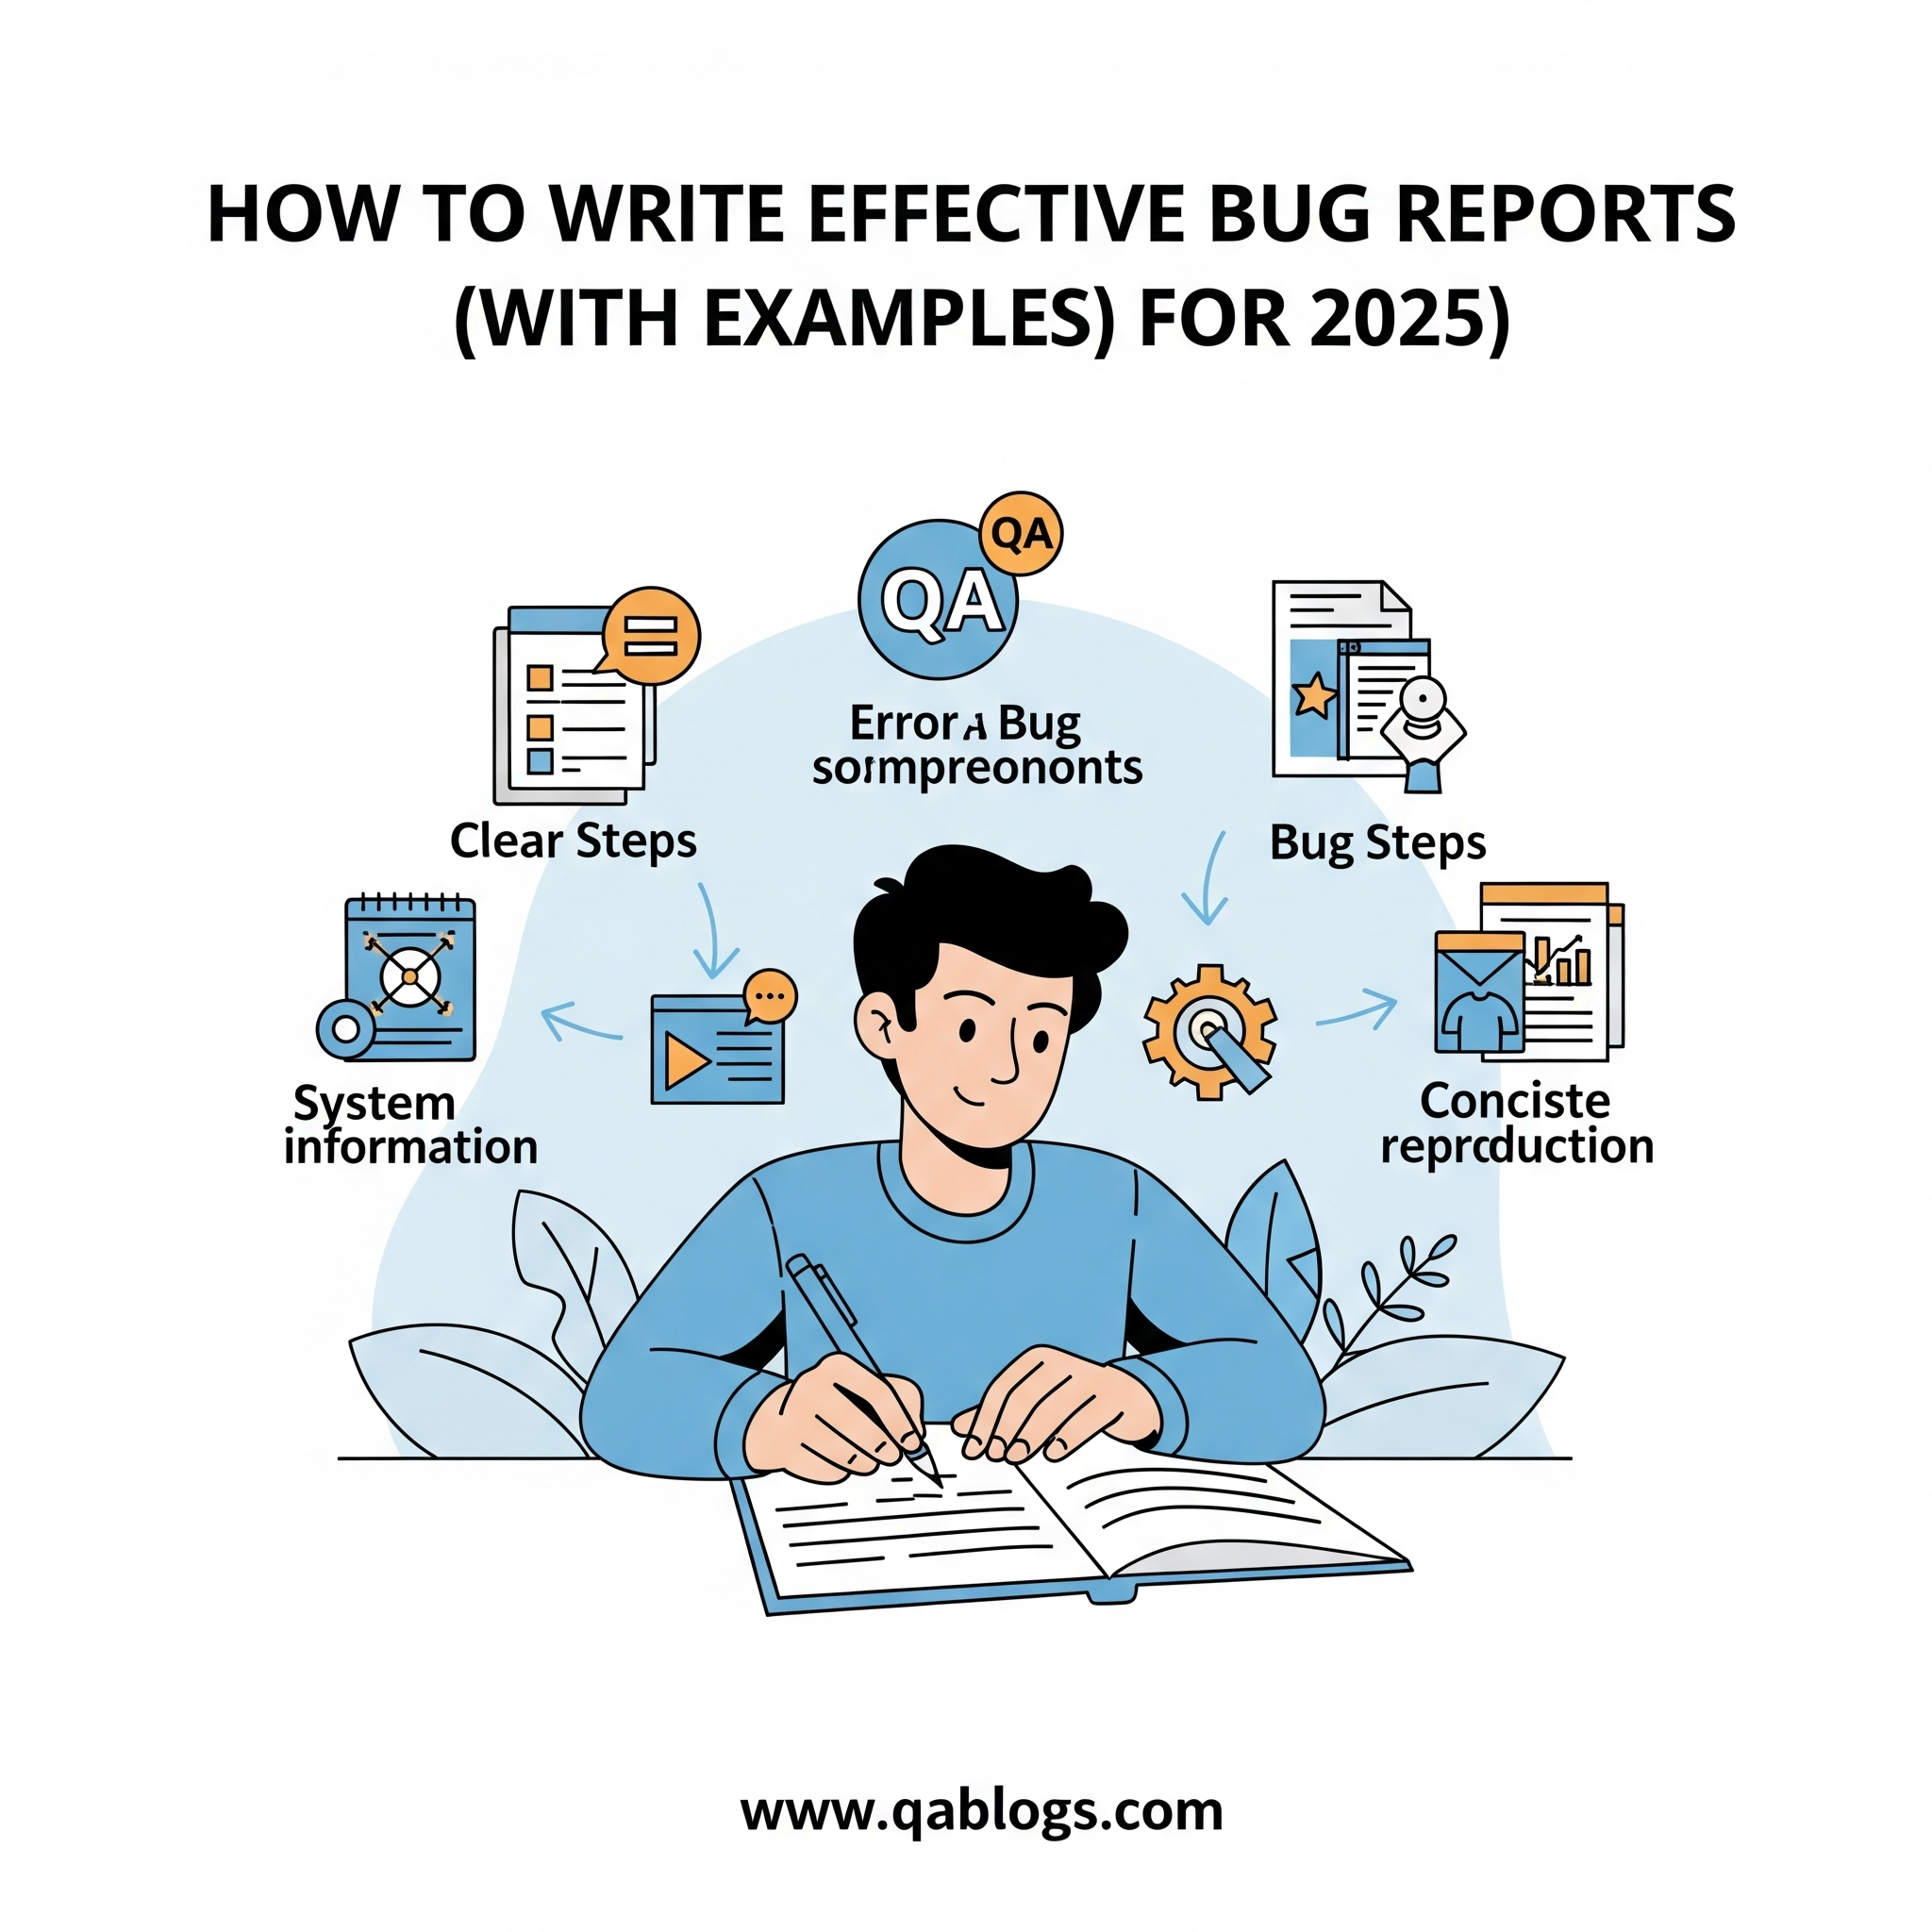 HOW TO WRITE EFFECTIVE BUG REPORTS
(WITH EXAMPLES) FOR 2025)
QA
QA
Error Bug
Clear Steps
Bug Steps
System
information
Conciste
reprcduction
www.qablogs.com